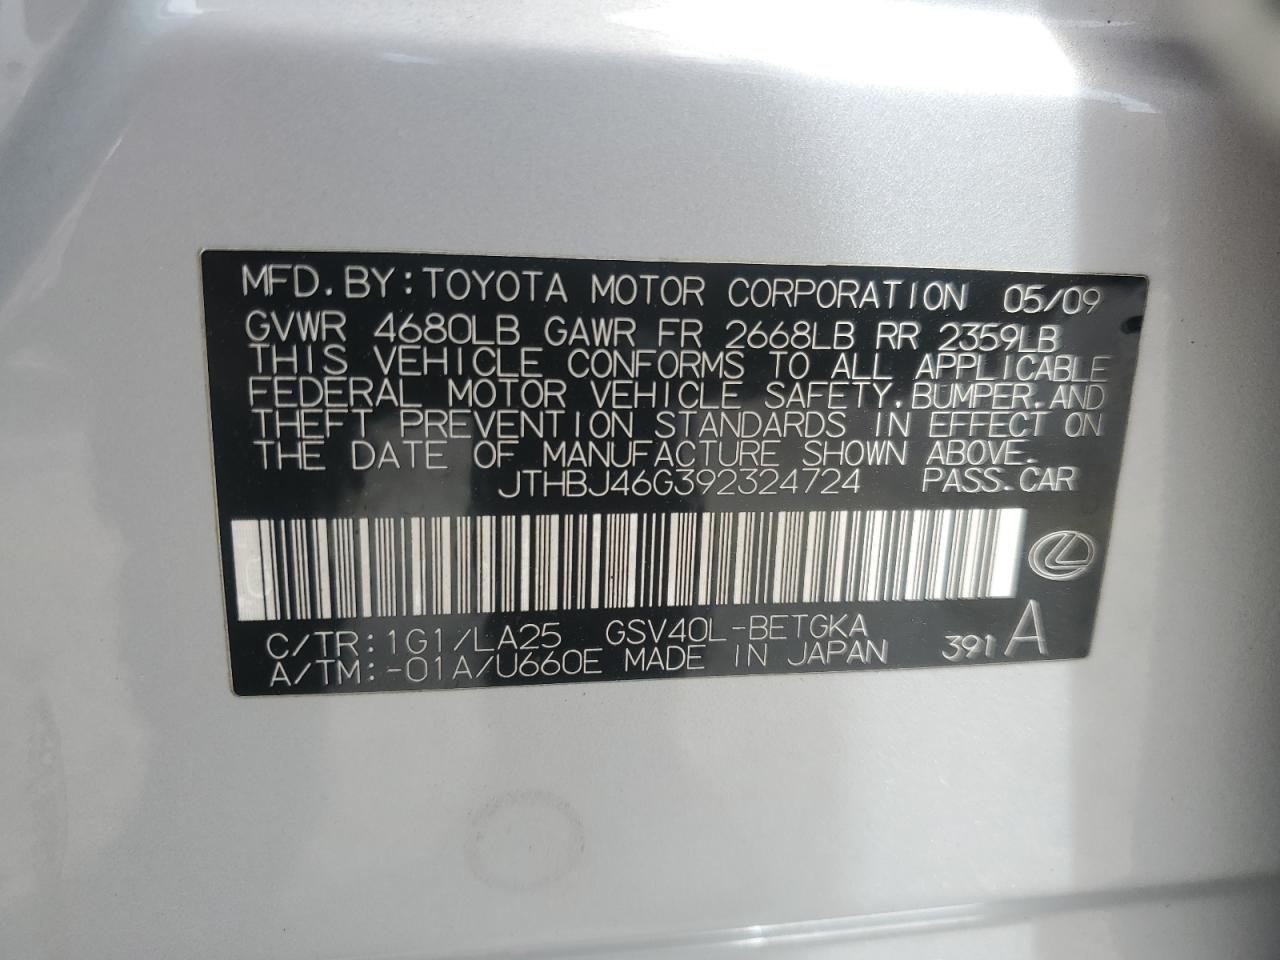 MFD. BY: TOYOTA MOTOR CORPORATION 05/09
GVWR 4680LB GAWR FR 2668LB RR 2359LB
THIS VEHICLE CONFORMS TO ALL APPLICABLE
FEDERAL MOTOR VEHICLE SAFETY, BUMPER, AND
THEFT PREVENTION STANDARDS IN EFFECT ON
THE DATE OF MANUFACTURE SHOWN ABOVE.
JTHBJ46G392324724 PASS. CAR
C/TR: 1G1/LA25 GSV40L-BETGKA 391 A
A/TM: -01A/U660E MADE IN JAPAN